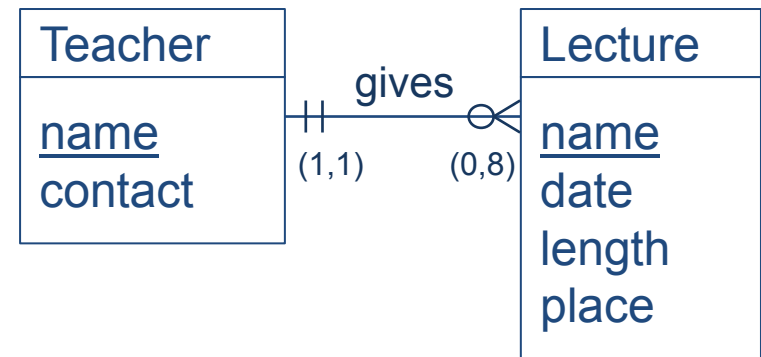 Teacher
name
contact
gives
(1,1)
(0,8)
Lecture
name
date
length
place